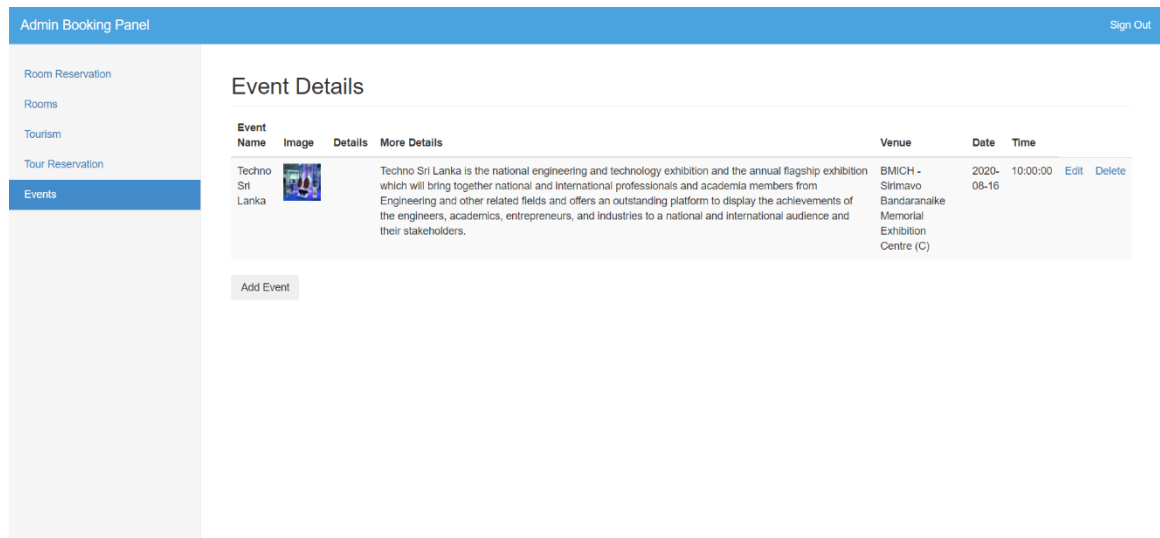 Admin Booking Panel
Sign Out
Room Reservation
Rooms
Tourism
Tour Reservation
Events
Event Details
Event
Name Image Details More Details Venue Date Time
Techno Techno Sri Lanka is the national engineering and technology exhibition and the annual flagship exhibition BMICH - 2020- 10:00:00 Edit Delete
Sri which will bring together national and international professionals and academia members from Sirimavo 08-16
Lanka Engineering and other related fields and offers an outstanding platform to display the achievements of Bandaranaike
the engineers, academics, entrepreneurs, and industries to a national and international audience and Memorial
their stakeholders. Exhibition
Centre (C)
Add Event